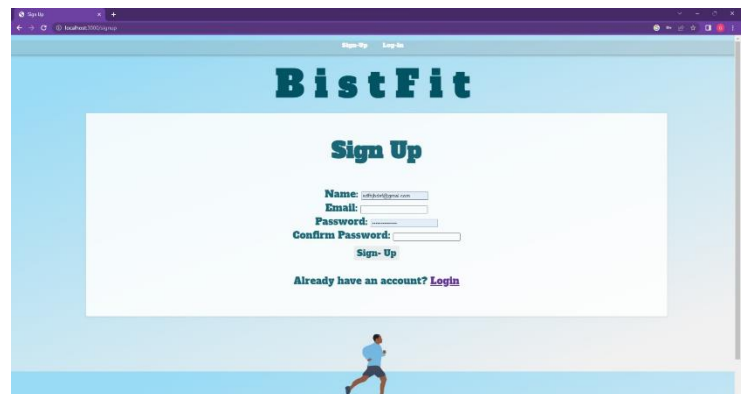 Sign Up
localhost:3000/signup
Sign-Up Log-in
BistFit
Sign Up
Name:
Email:
Password:
Confirm Password:
Sign- Up
Already have an account? Login